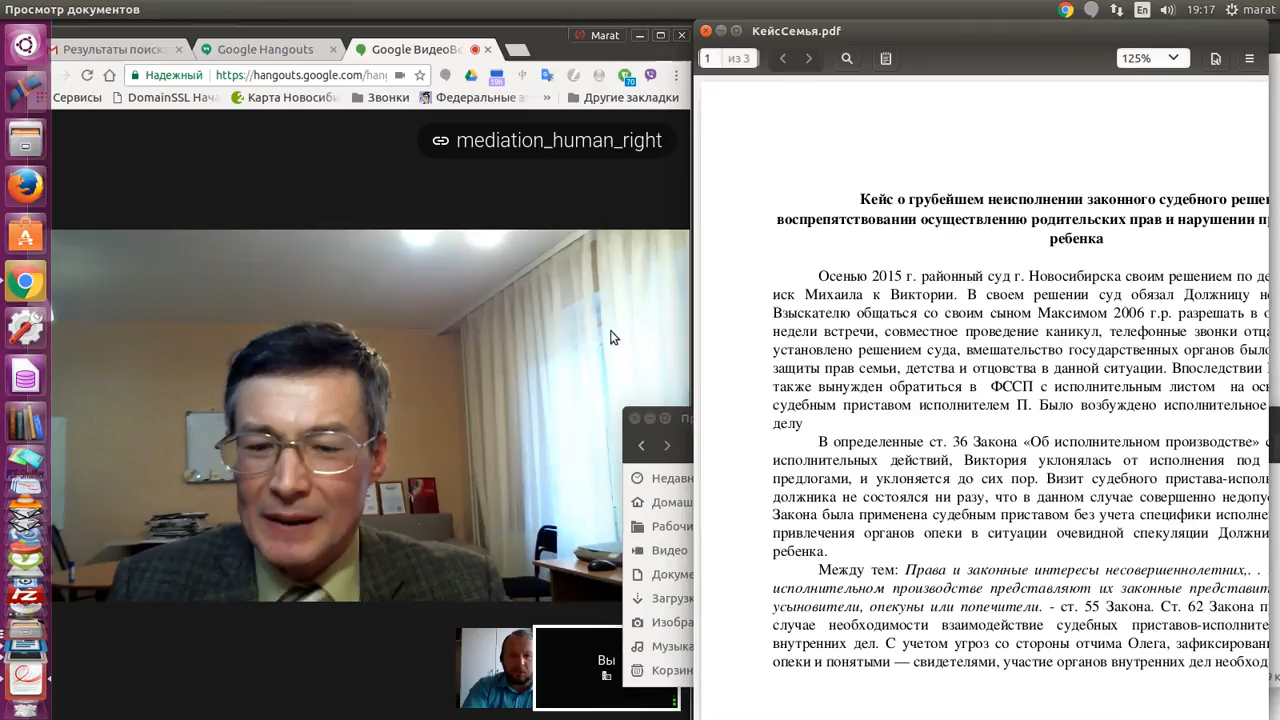 Просмотр документов
En
19:17
marat
Результаты поиск
Google Hangouts
Google ВидеоВс
Marat
Надежный
https://hangouts.google.com/hang
19h
70
Сервисы
DomainSSL Нача
Карта Новосиб
Звонки
Федеральные
»
Другие закладки
mediation_human_right
Вы
Недавн
Домаш
Рабочи
Видео
Докуме
Загрузк
Изобра
Музыка
Корзин
КейсСемья.pdf
1 из 3
125%
Кейс о грубейшем неисполнении законного судебного реше
воспрепятствовании осуществлению родительских прав и нарушении п
ребенка
Осенью 2015 г. районный суд г. Новосибирска своим решением по де
иск Михаила к Виктории. В своем решении суд обязал Должницу не
Взыскателю общаться со своим сыном Максимом 2006 г.р. разрешать в о
недели встречи, совместное проведение каникул, телефонные звонки отца
установлено решением суда, вмешательство государственных органов было
защиты прав семьи, детства и отцовства в данной ситуации. Впоследствии
также вынужден обратиться в ФССП с исполнительным листом на ос
судебным приставом исполнителем П. Было возбуждено исполнительное
делу
В определенные ст. 36 Закона «Об исполнительном производстве» с
исполнительных действий, Виктория уклонялась от исполнения под
предлогами, и уклоняется до сих пор. Визит судебного пристава-исполн
должника не состоялся ни разу, что в данном случае совершенно недопус
Закона была применена судебным приставом без учета специфики исполне
привлечения органов опеки в ситуации очевидной спекуляции Должни
ребенка.
Между тем: Права и законные интересы несовершеннолетних,. .
исполнительном производстве представляют их законные представит
усыновители, опекуны или попечители. - ст. 55 Закона. Ст. 62 Закона п
случае необходимости взаимодействие судебных приставов-исполните
внутренних дел. С учетом угроз со стороны отчима Олега, зафиксирован
опеки и понятыми — свидетелями, участие органов внутренних дел необход